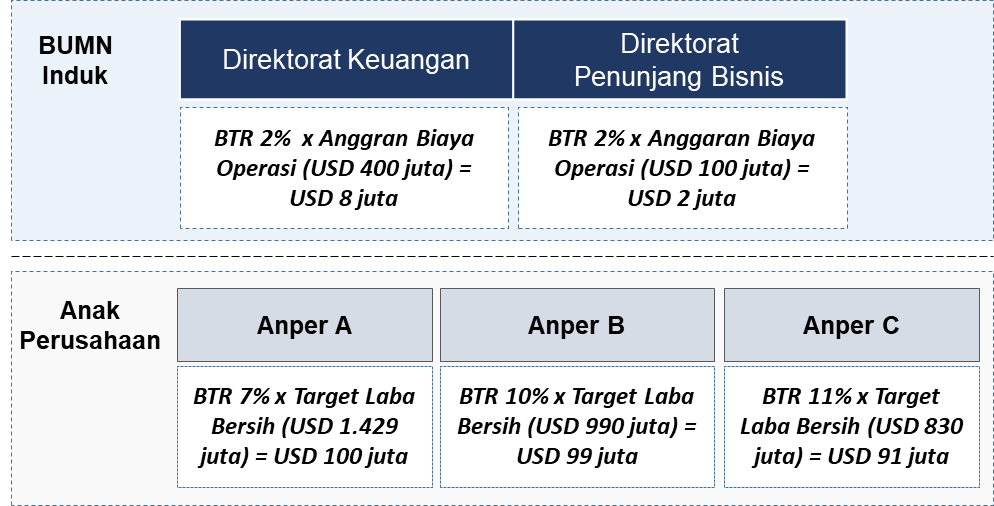 BUMN
Induk
Direktorat Keuangan
Direktorat
Penunjang Bisnis
BTR 2% x Anggran Biaya
Operasi (USD 400 juta) =
USD 8 juta
BTR 2% x Anggaran Biaya
Operasi (USD 100 juta) =
USD 2 juta
Anak
Perusahaan
Anper A
Anper B
Anper C
BTR 7% x Target Laba
Bersih (USD 1.429
juta) = USD 100 juta
BTR 10% x Target Laba
Bersih (USD 990 juta) =
USD 99 juta
BTR 11% x Target
Laba Bersih (USD 830
juta) = USD 91 juta